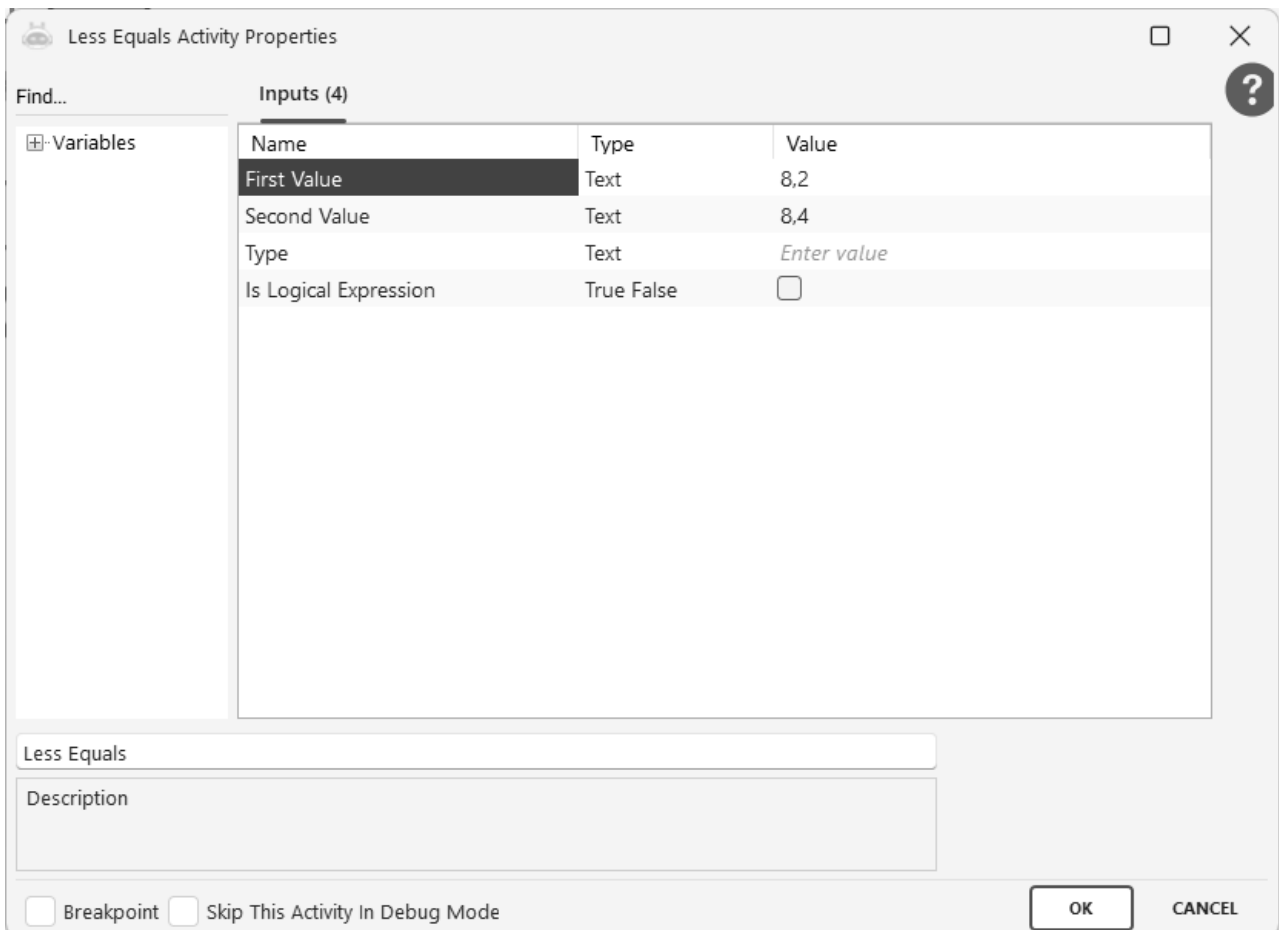 Less Equals Activity Properties
Find...
Inputs (4)
?
Variables
Name Type Value
First Value Text 8,2
Second Value Text 8,4
Type Text Enter value
Is Logical Expression True False
Less Equals
Description
Breakpoint Skip This Activity In Debug Mode OK CANCEL